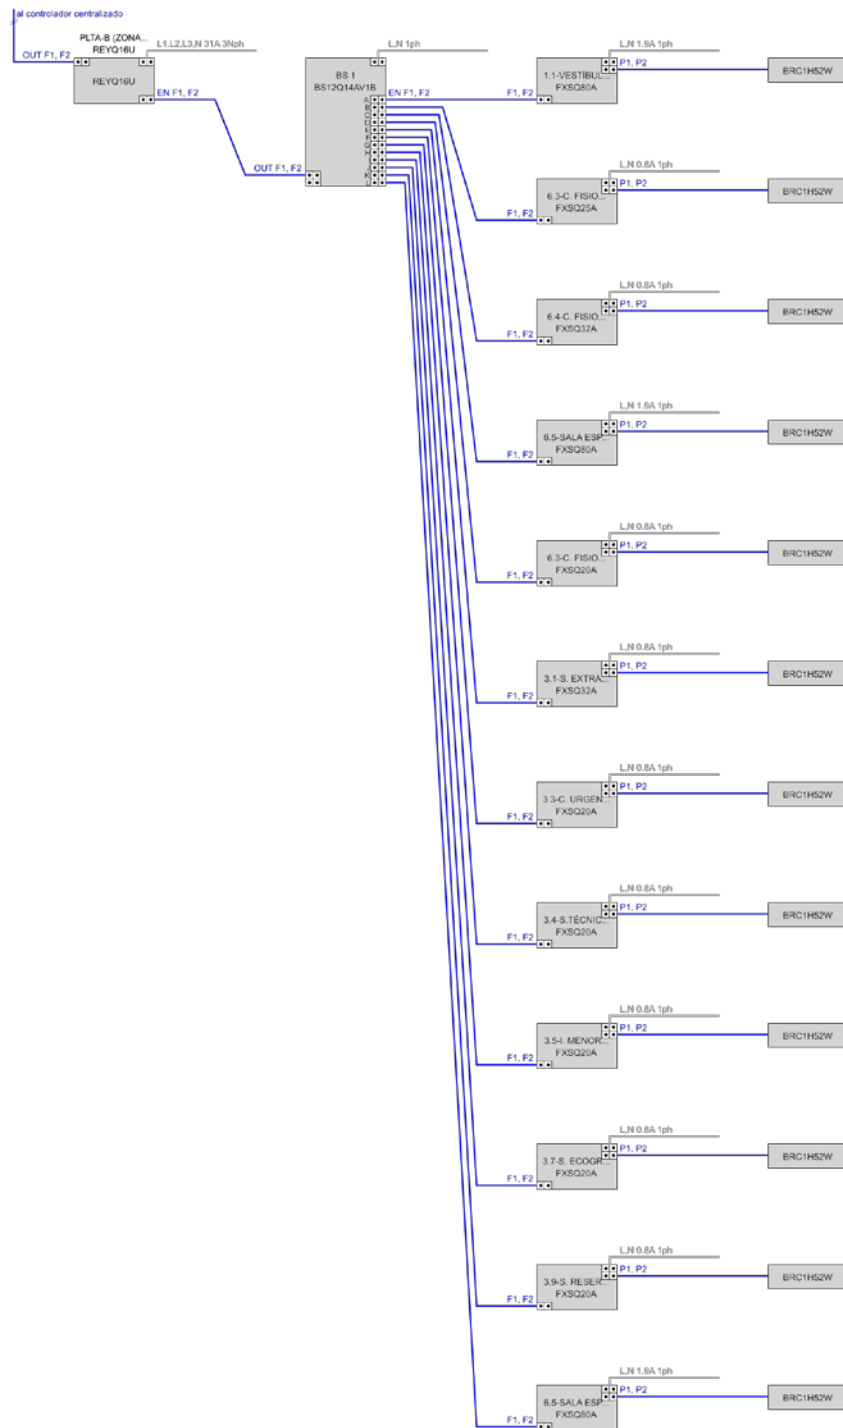 al controlador centralizado
PLTA-B (ZONA...
REYQ16U
L1,L2,L3,N 31A 3Nph
OUT F1, F2
REYQ16U
EN F1, F2
L,N 1ph
BS 1
BS12Q14AV1B
OUT F1, F2
A
B
C
D
E
F
G
H
I
J
K
L
EN F1, F2
L,N 1.9A 1ph
P1, P2
1.1-VESTÍBUL...
FXSQ80A
F1, F2
BRC1H52W
L,N 0.8A 1ph
P1, P2
6.3-C. FISIO...
FXSQ25A
F1, F2
BRC1H52W
L,N 0.8A 1ph
P1, P2
6.4-C. FISIO...
FXSQ32A
F1, F2
BRC1H52W
L,N 1.9A 1ph
P1, P2
6.5-SALA ESP...
FXSQ80A
F1, F2
BRC1H52W
L,N 0.8A 1ph
P1, P2
6.3-C. FISIO...
FXSQ20A
F1, F2
BRC1H52W
L,N 0.8A 1ph
P1, P2
3.1-S. EXTRA...
FXSQ32A
F1, F2
BRC1H52W
L,N 0.8A 1ph
P1, P2
3.3-C. URGEN...
FXSQ20A
F1, F2
BRC1H52W
L,N 0.8A 1ph
P1, P2
3.4-S.TÉCNIC...
FXSQ20A
F1, F2
BRC1H52W
L,N 0.8A 1ph
P1, P2
3.5-I. MENOR...
FXSQ20A
F1, F2
BRC1H52W
L,N 0.8A 1ph
P1, P2
3.7-S. ECOGR...
FXSQ20A
F1, F2
BRC1H52W
L,N 0.8A 1ph
P1, P2
3.9-S. RESER...
FXSQ20A
F1, F2
BRC1H52W
L,N 1.9A 1ph
P1, P2
6.5-SALA ESP...
FXSQ80A
F1, F2
BRC1H52W